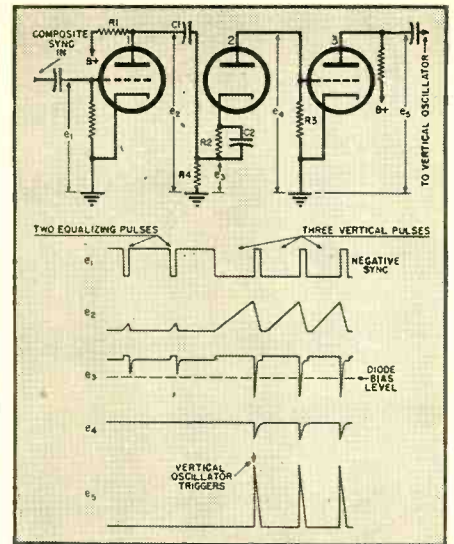 R1
C1
COMPOSITE
SYNC
IN
B+
2
3
e1
e2
R2
C2
R4
e3
e4
R3
B+
e5
TO VERTICAL OSCILLATOR
TWO EQUALIZING PULSES
THREE VERTICAL PULSES
e1
NEGATIVE
SYNC
e2
e3
DIODE
BIAS
LEVEL
e4
VERTICAL
OSCILLATOR
TRIGGERS
e5